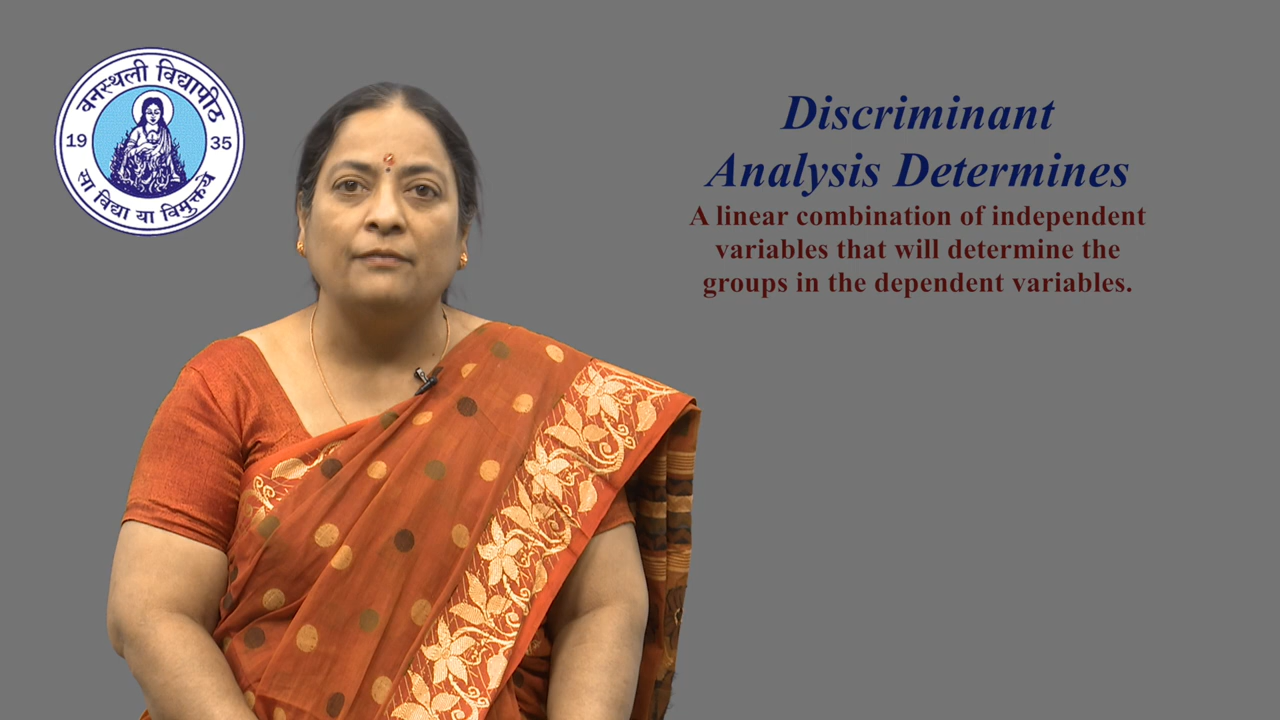 वनस्थली विद्यापीठ
19 35
सा विद्या या विमुक्तये
Discriminant
Analysis Determines
A linear combination of independent
variables that will determine the
groups in the dependent variables.